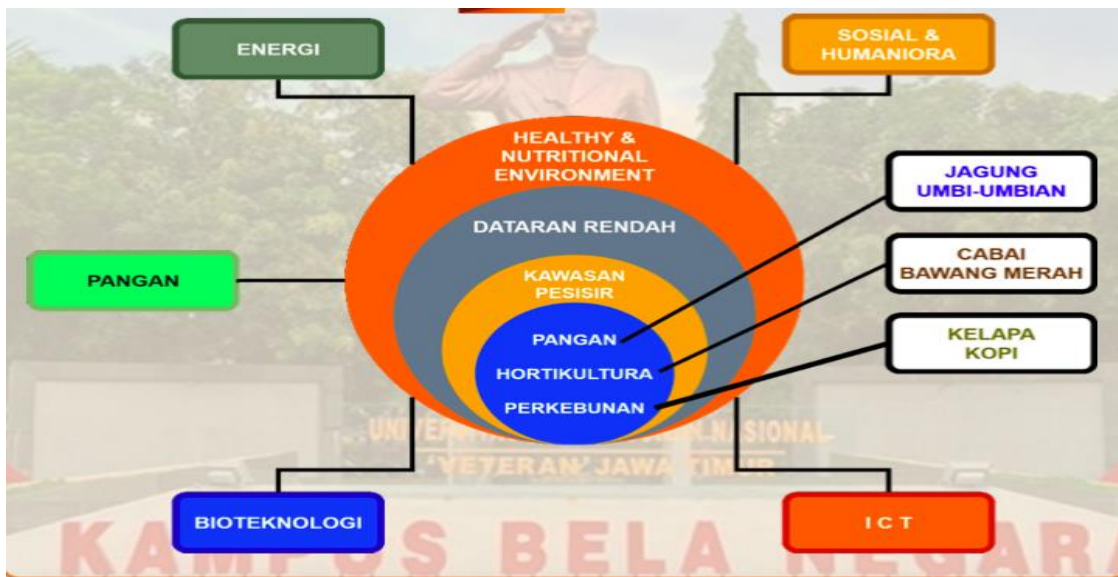 ENERGI
SOSIAL &
HUMANIORA
HEALTHY &
NUTRITIONAL
ENVIRONMENT
JAGUNG
UMBI-UMBIAN
DATARAN RENDAH
CABAI
BAWANG MERAH
KAWASAN
PESISIR
PANGAN
PANGAN
KELAPA
KOPI
HORTIKULTURA
PERKEBUNAN
NASIONAL
"VETERAN" JAWA TIMUR
BIOTEKNOLOGI
I C T
KAMPUS BELA NEGARA